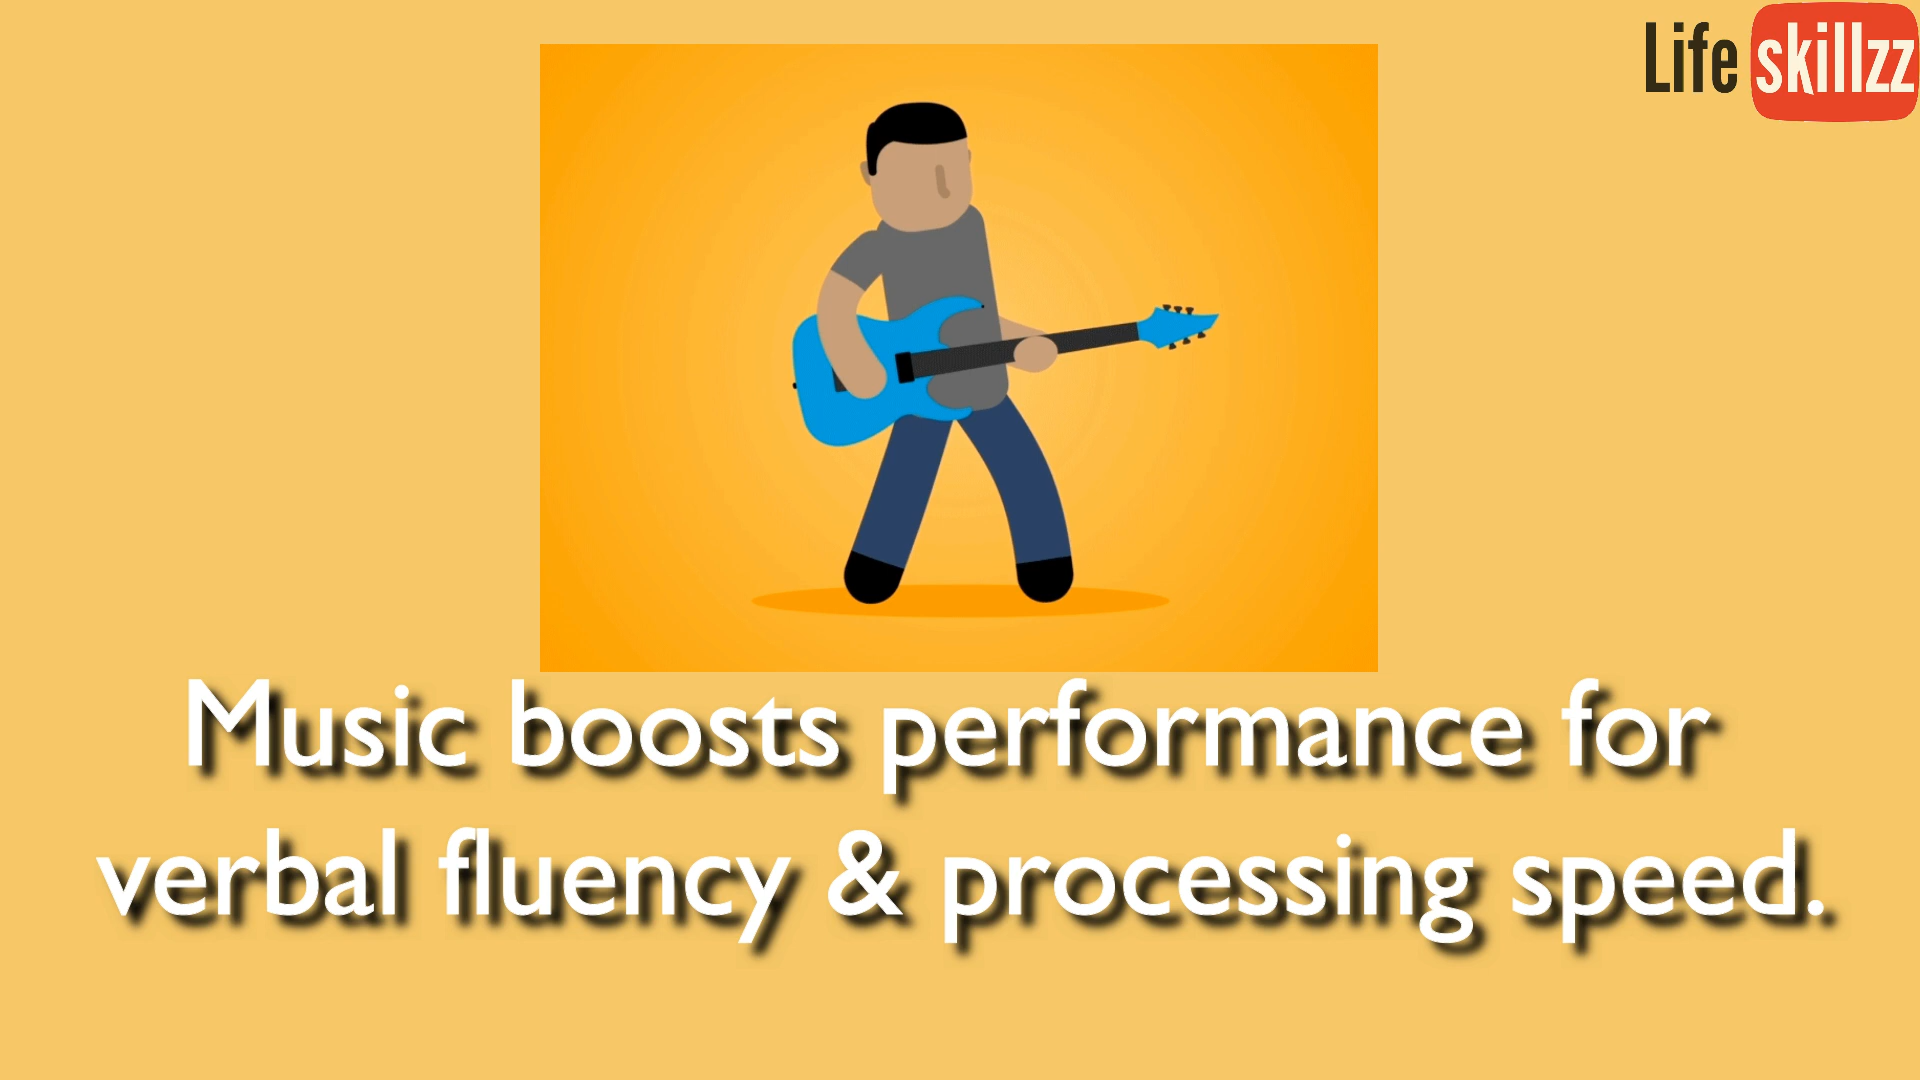 Life skillzz
Music boosts performance for
verbal fluency & processing speed.